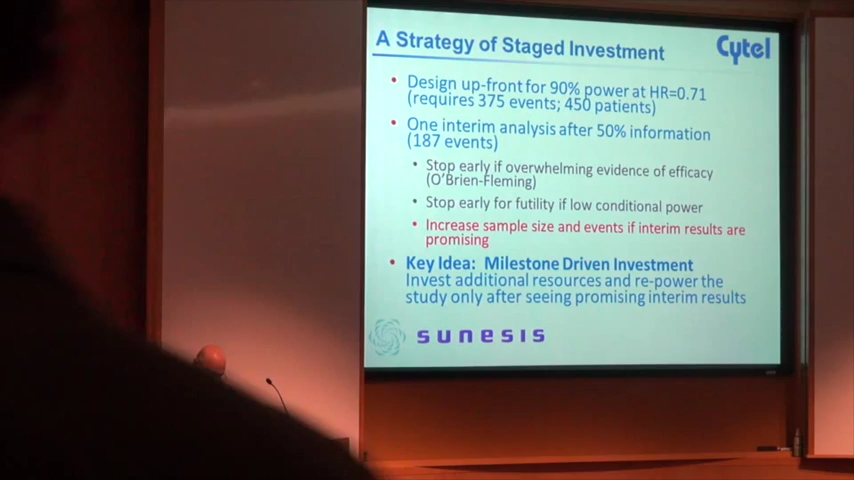 A Strategy of Staged Investment
Cytel
• Design up-front for 90% power at HR=0.71
(requires 375 events; 450 patients)
• One interim analysis after 50% information
(187 events)
• Stop early if overwhelming evidence of efficacy
(O'Brien-Fleming)
• Stop early for futility if low conditional power
• Increase sample size and events if interim results are
promising
• Key Idea: Milestone Driven Investment
Invest additional resources and re-power the
study only after seeing promising interim results
sunesis